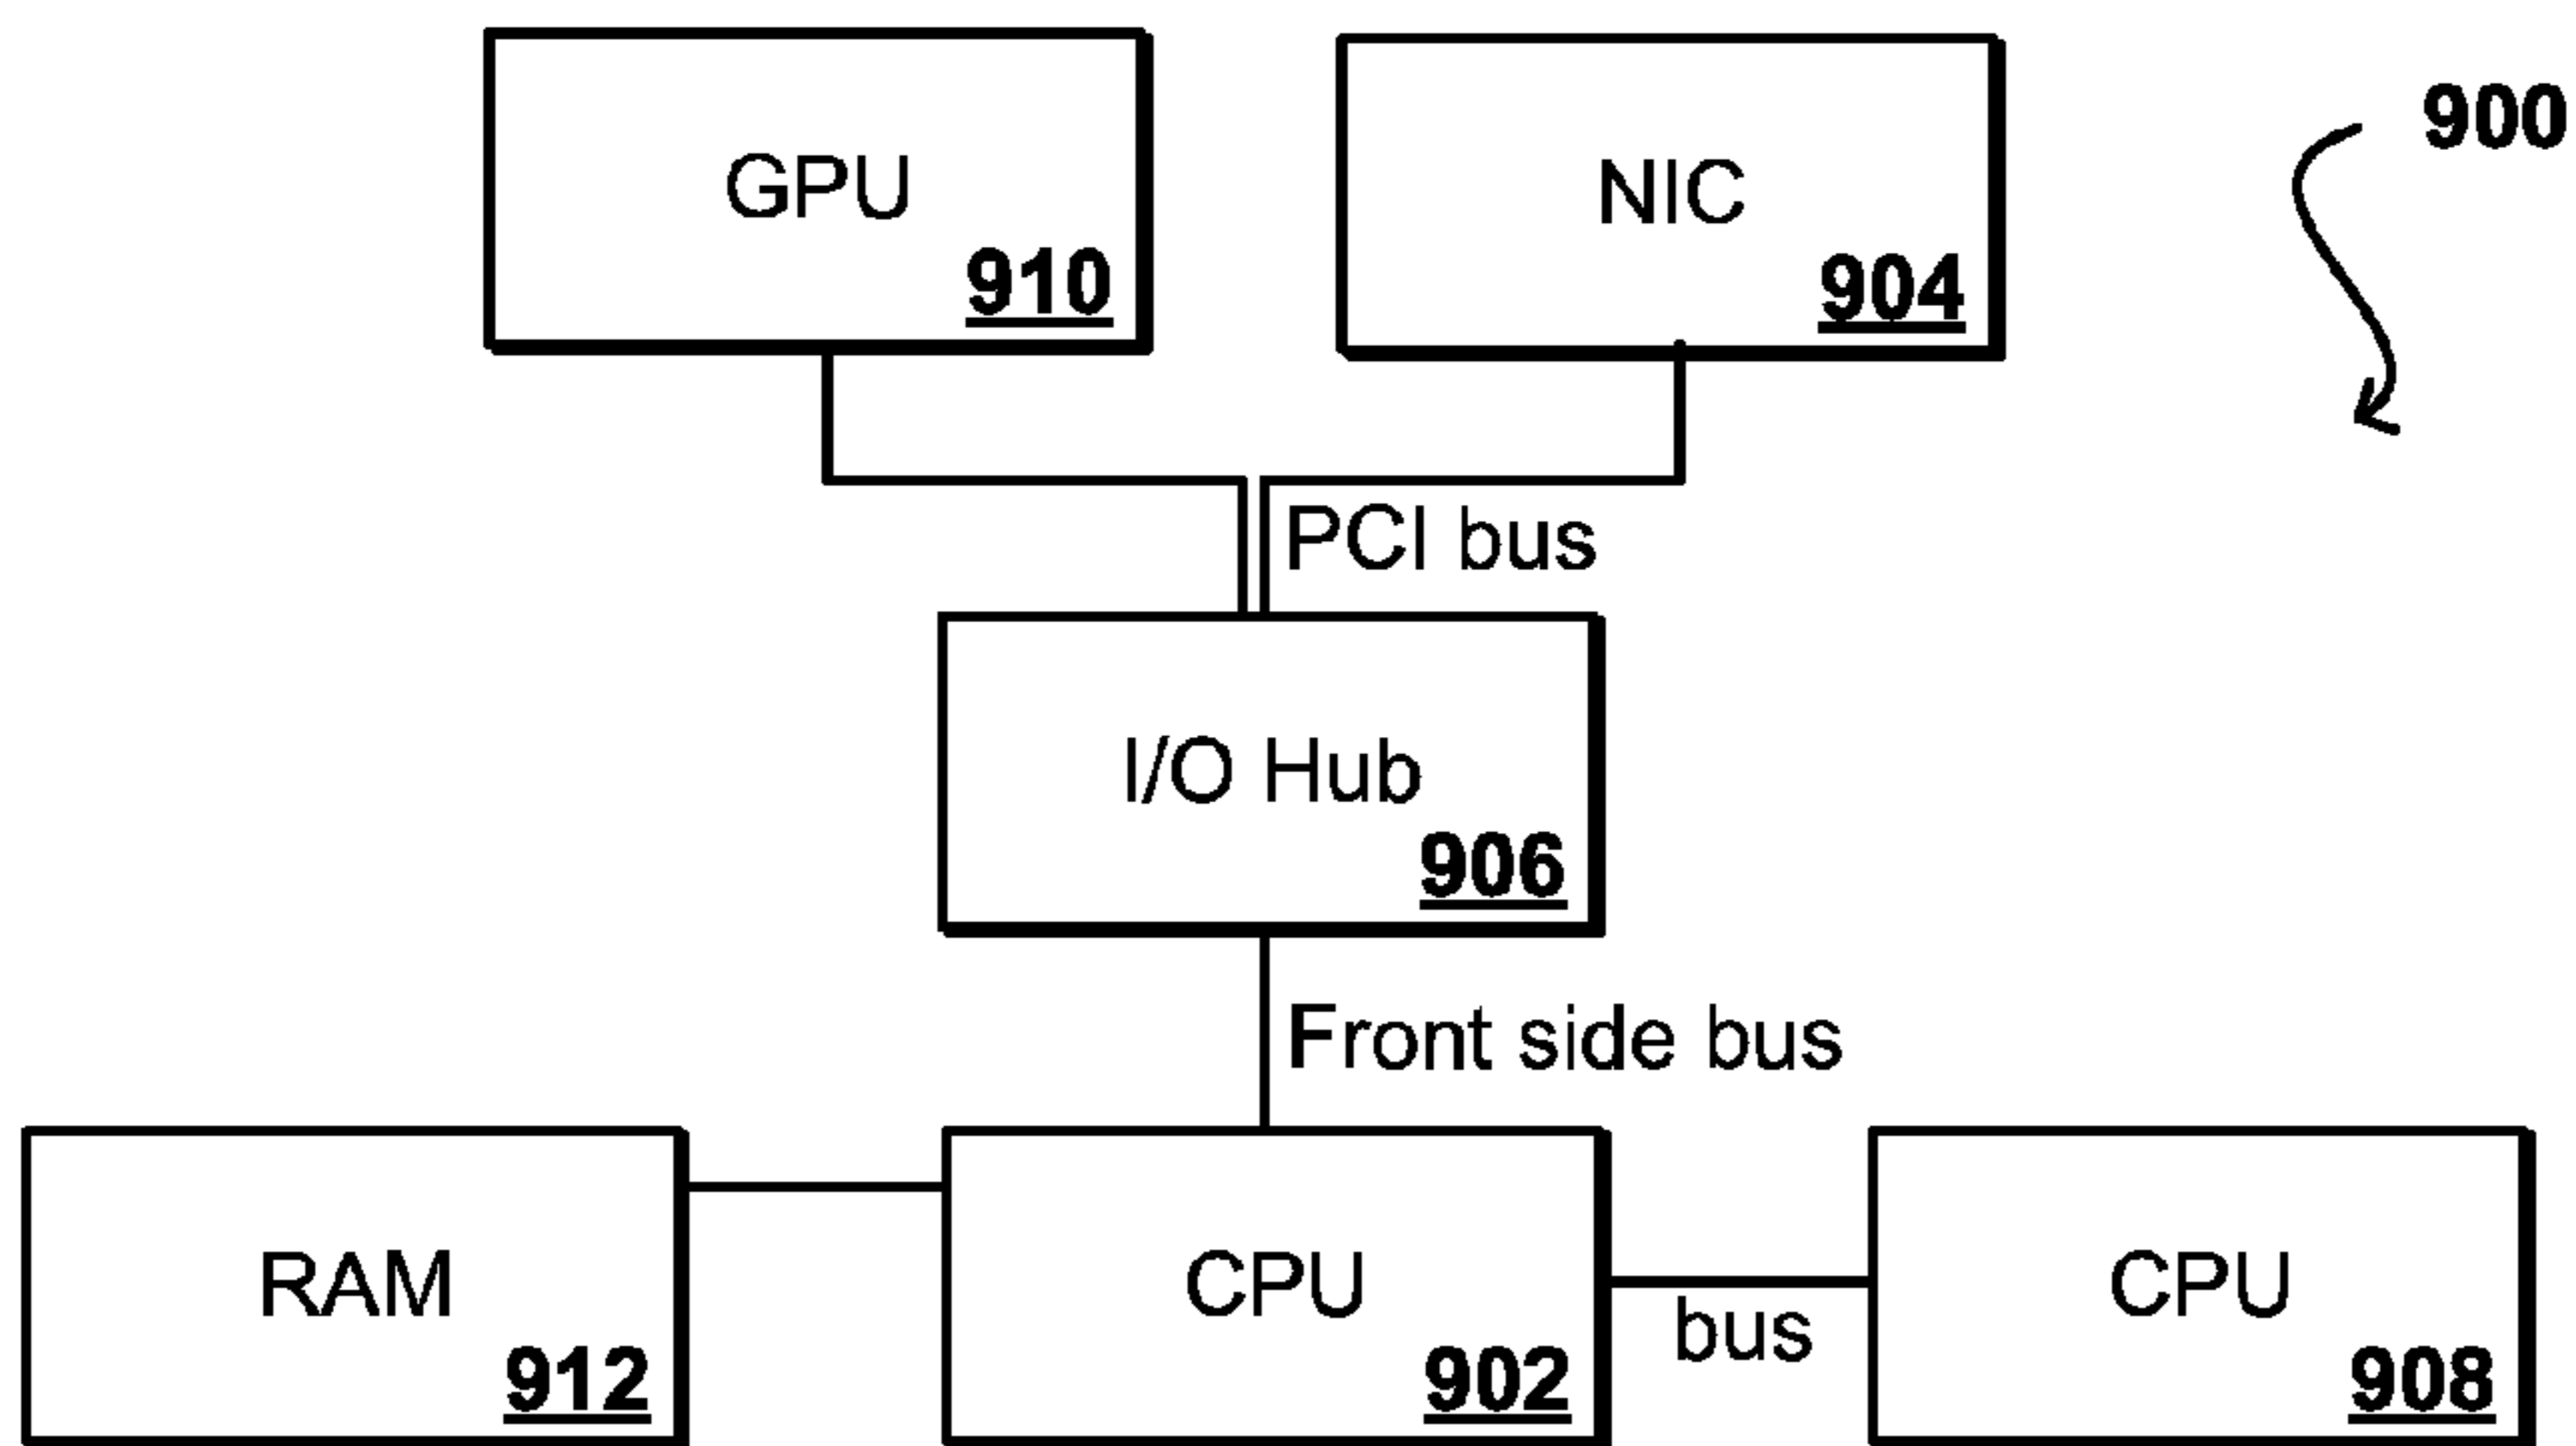 GPU
910
NIC
904
900
PCI bus
I/O Hub
906
Front side bus
RAM
912
CPU
902
bus
CPU
908